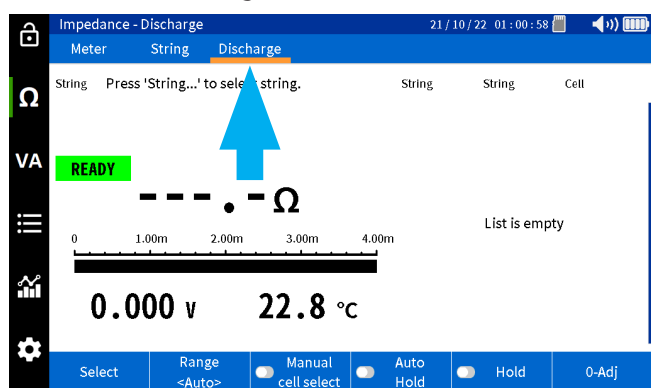 Impedance - Discharge 21/10/22 01:00:58
Meter String Discharge
String Press 'String...' to select string. String String Cell
Ω
VA
READY
---.-Ω
List is empty
0 1.00m 2.00m 3.00m 4.00m
0.000 V 22.8 °C
Select Range <Auto> Manual cell select Auto Hold Hold 0-Adj